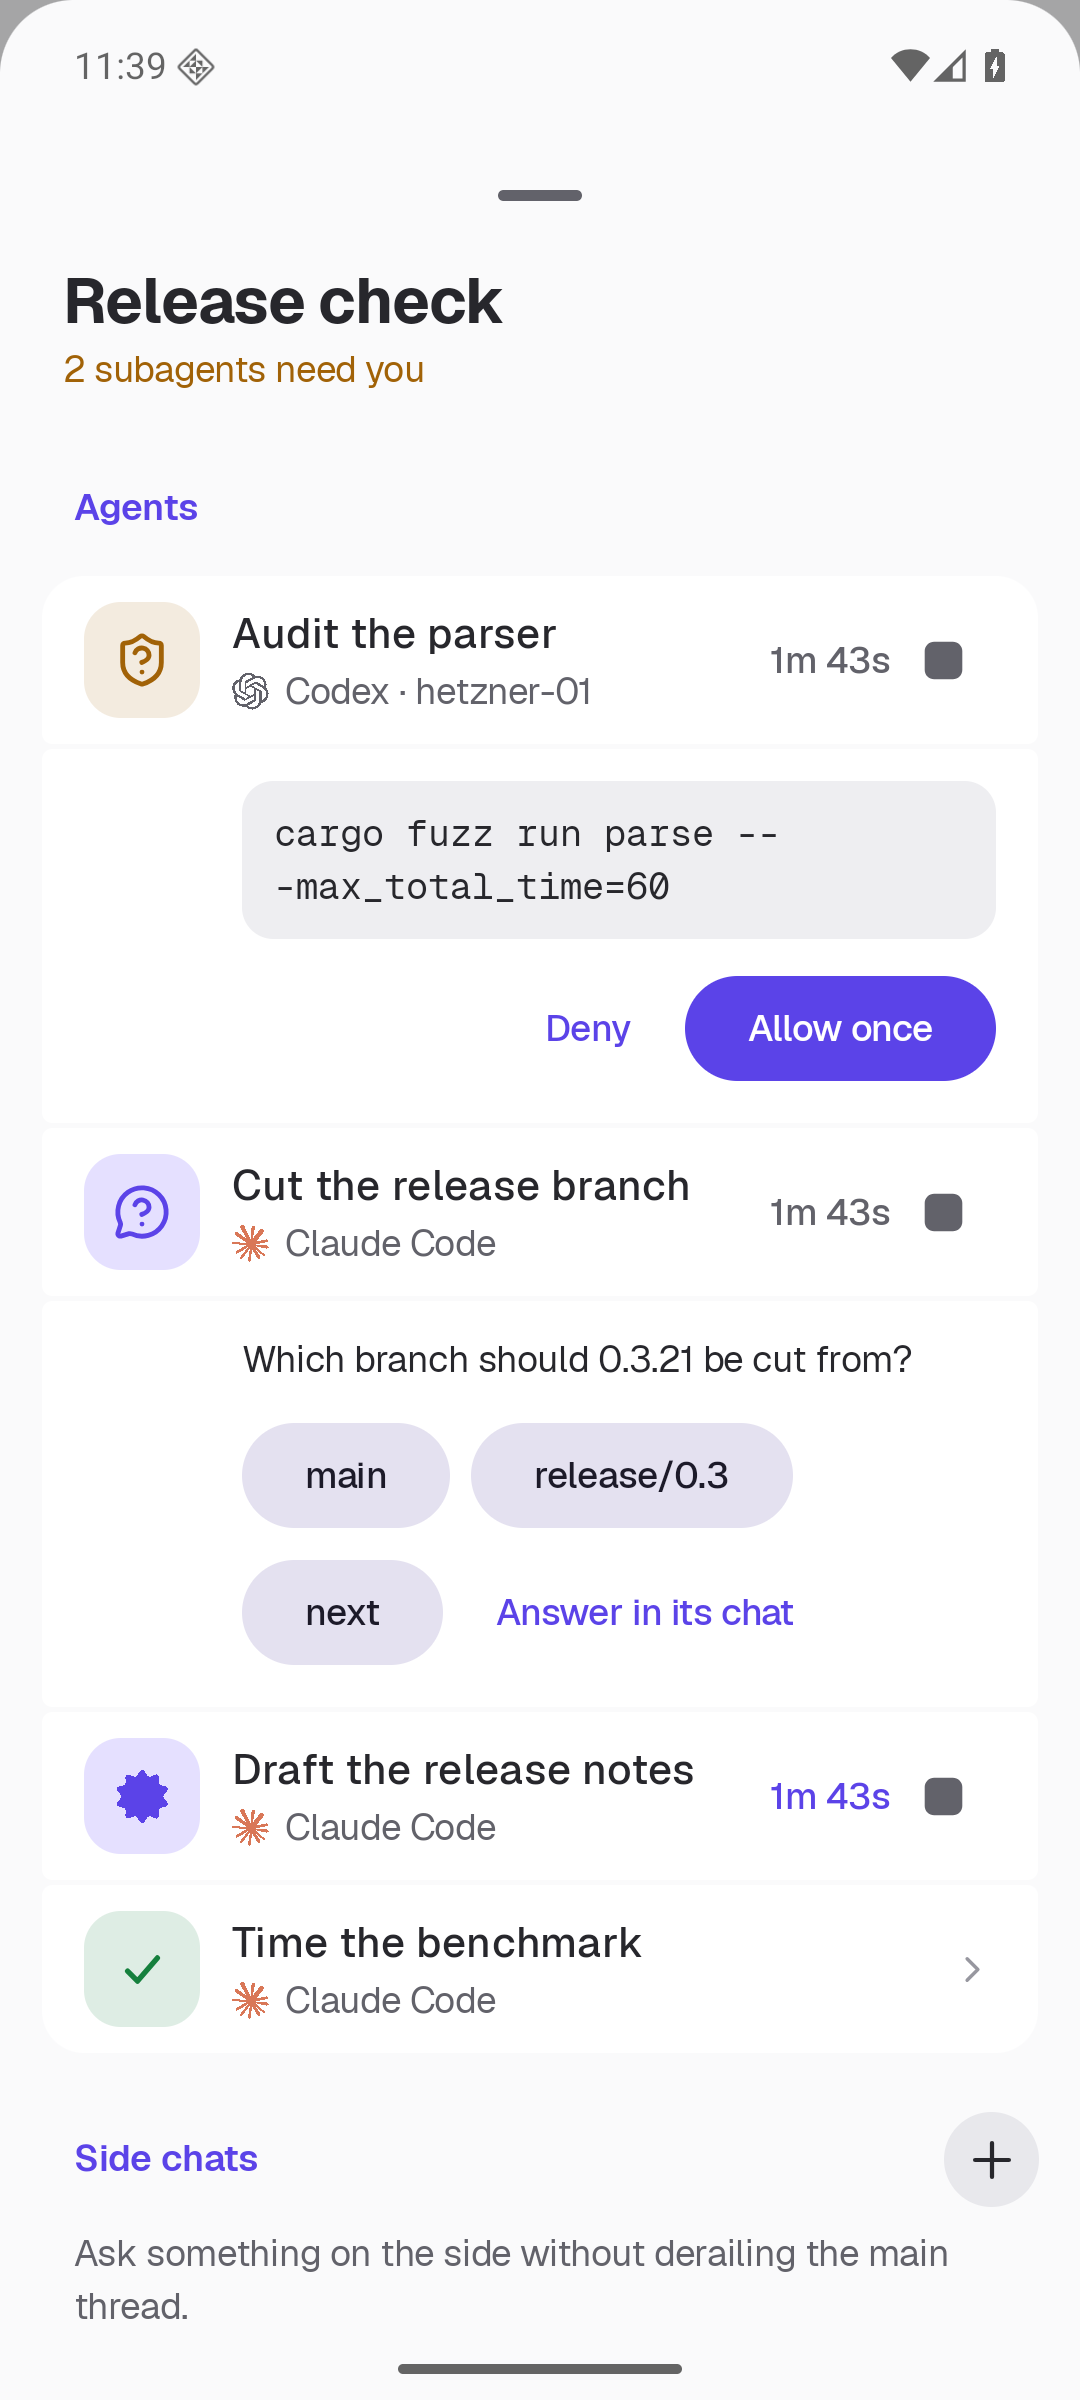 11:39
Release check
2 subagents need you
Agents
Audit the parser
1m 43s
Codex · hetzner-01
cargo fuzz run parse --
-max_total_time=60
Deny
Allow once
Cut the release branch
1m 43s
Claude Code
Which branch should 0.3.21 be cut from?
main
release/0.3
next
Answer in its chat
Draft the release notes
1m 43s
Claude Code
Time the benchmark
Claude Code
Side chats
Ask something on the side without derailing the main
thread.